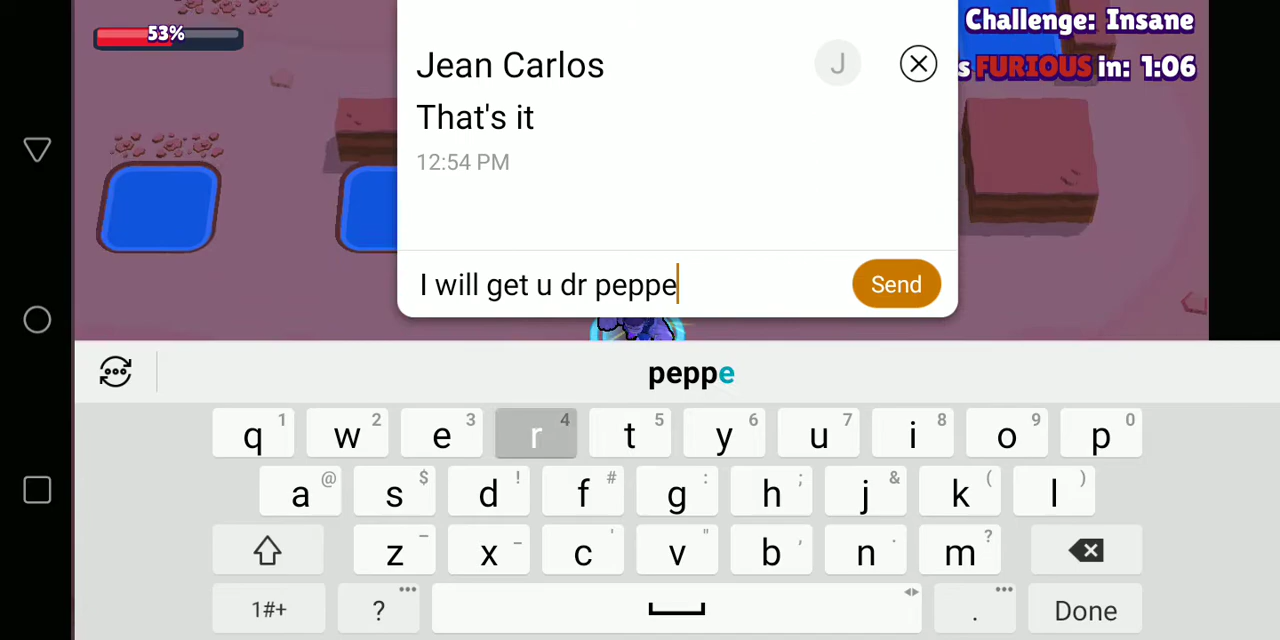 53%
Challenge: Insane
s FURIOUS in: 1:06
Jean Carlos
J
That's it
12:54 PM
I will get u dr peppe
Send
peppe
q 1 w 2 e 3 r 4 t 5 y 6 u 7 i 8 o 9 p 0
a @ s $ d ! f # g : h ; j & k ( l )
z – x - c ' v " b , n . m ?
1#+ ? . Done